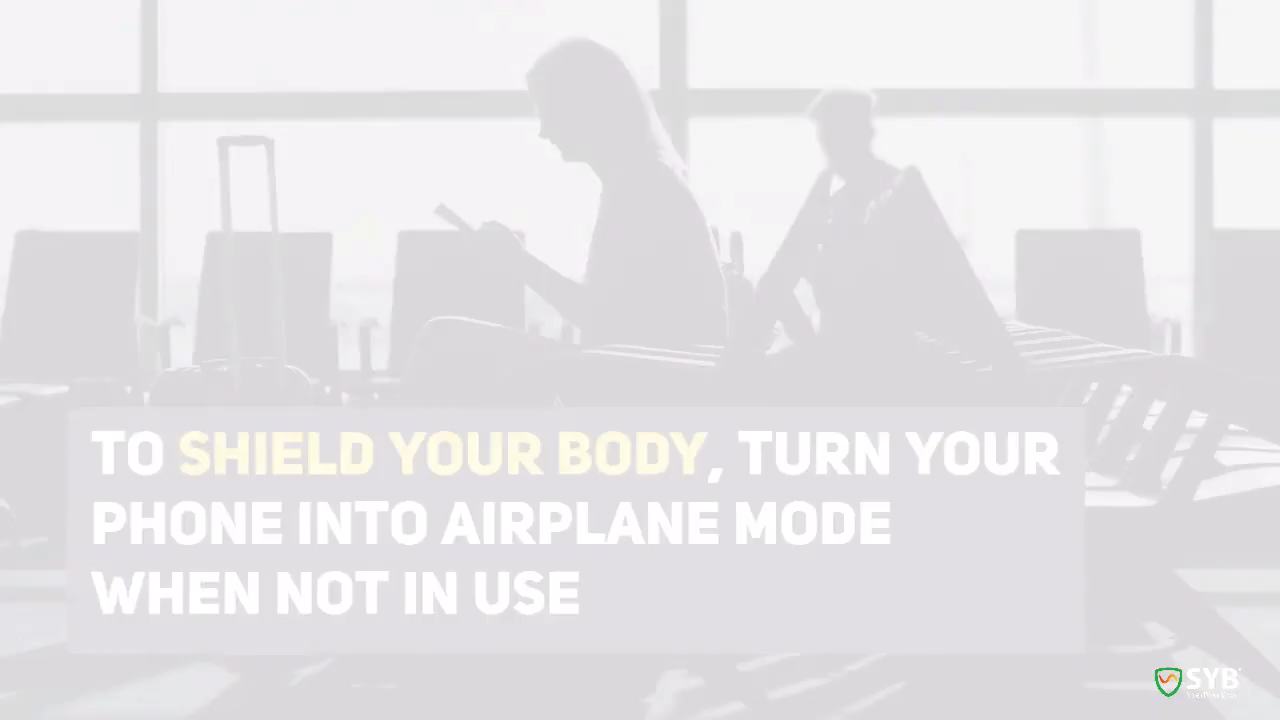 TO SHIELD YOUR BODY, TURN YOUR
PHONE INTO AIRPLANE MODE
WHEN NOT IN USE
SYB